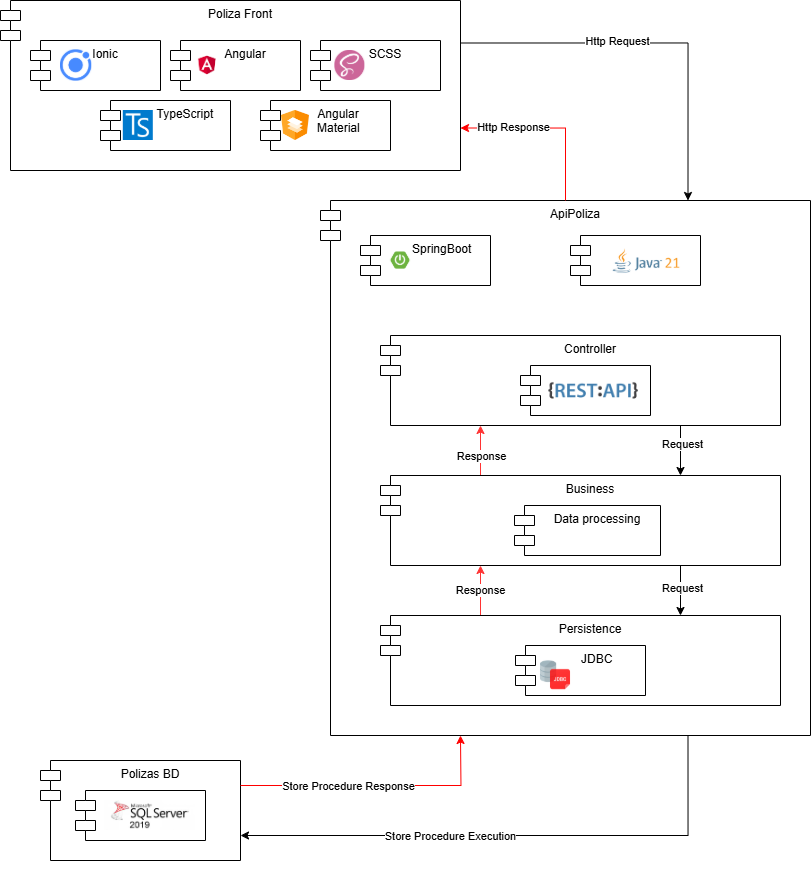 Poliza Front
Ionic
Angular
SCSS
TS
TypeScript
Angular
Material
Http Request
Http Response
ApiPoliza
SpringBoot
Java 21
Controller
{REST:API}
Response
Request
Business
Data processing
Response
Request
Persistence
JDBC
JDBC
Polizas BD
Microsoft
SQL Server
2019
Store Procedure Response
Store Procedure Execution